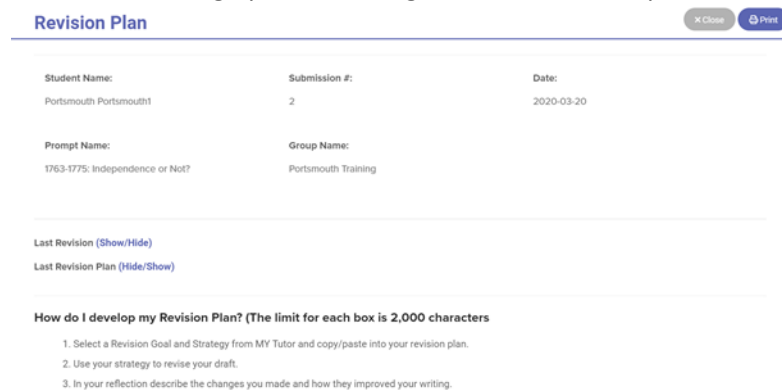 Revision Plan
× Close
Print
Student Name:
Submission #:
Date:
Portsmouth Portsmouth1
2
2020-03-20
Prompt Name:
Group Name:
1763-1775: Independence or Not?
Portsmouth Training
Last Revision (Show/Hide)
Last Revision Plan (Hide/Show)
How do I develop my Revision Plan? (The limit for each box is 2,000 characters
1. Select a Revision Goal and Strategy from MY Tutor and copy/paste into your revision plan.
2. Use your strategy to revise your draft.
3. In your reflection describe the changes you made and how they improved your writing.